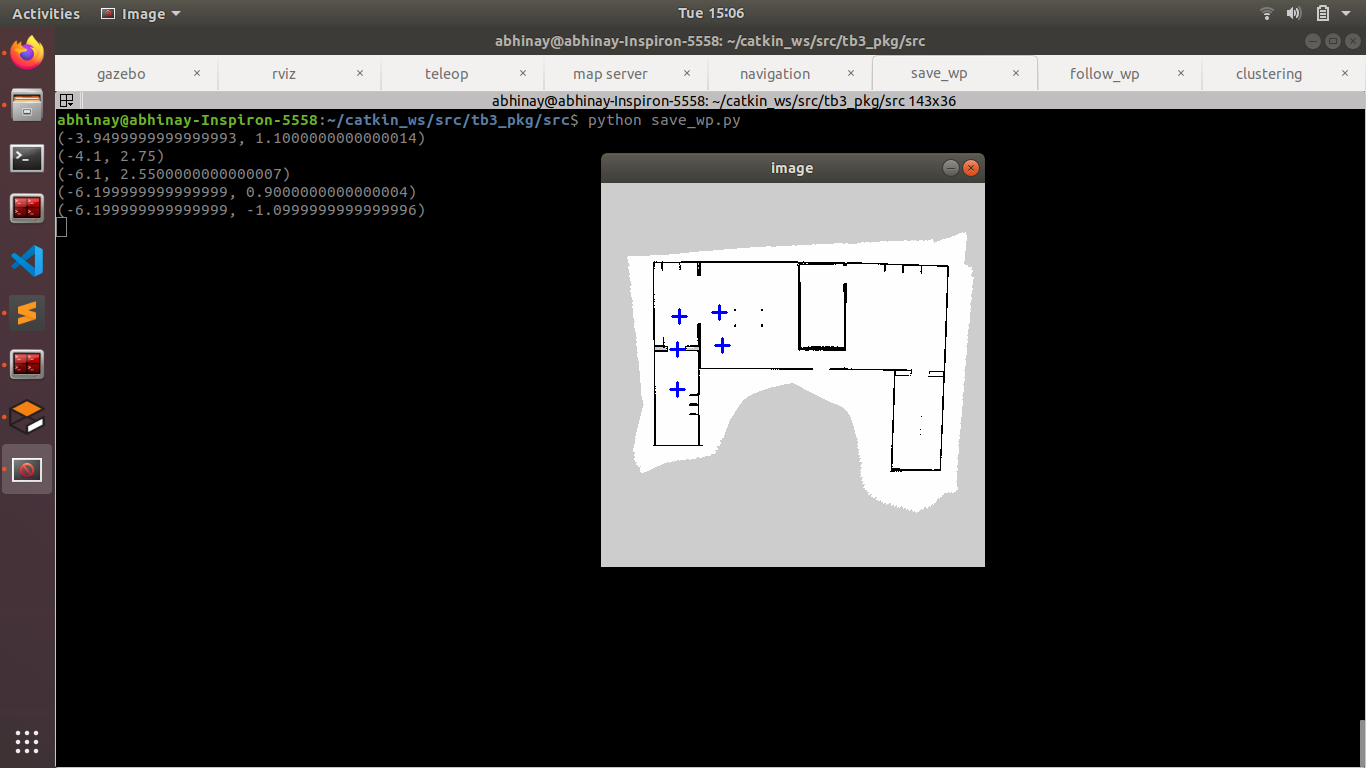 Activities Image Tue 15:06
abhinay@abhinay-Inspiron-5558: ~/catkin_ws/src/tb3_pkg/src
gazebo × rviz × teleop × map server × navigation × save_wp × follow_wp × clustering ×
abhinay@abhinay-Inspiron-5558: ~/catkin_ws/src/tb3_pkg/src 143x36
abhinay@abhinay-Inspiron-5558:~/catkin_ws/src/tb3_pkg/src$ python save_wp.py
(-3.9499999999999993, 1.1000000000000014)
(-4.1, 2.75)
(-6.1, 2.5500000000000007)
(-6.199999999999999, 0.9000000000000004)
(-6.199999999999999, -1.0999999999999996)
image